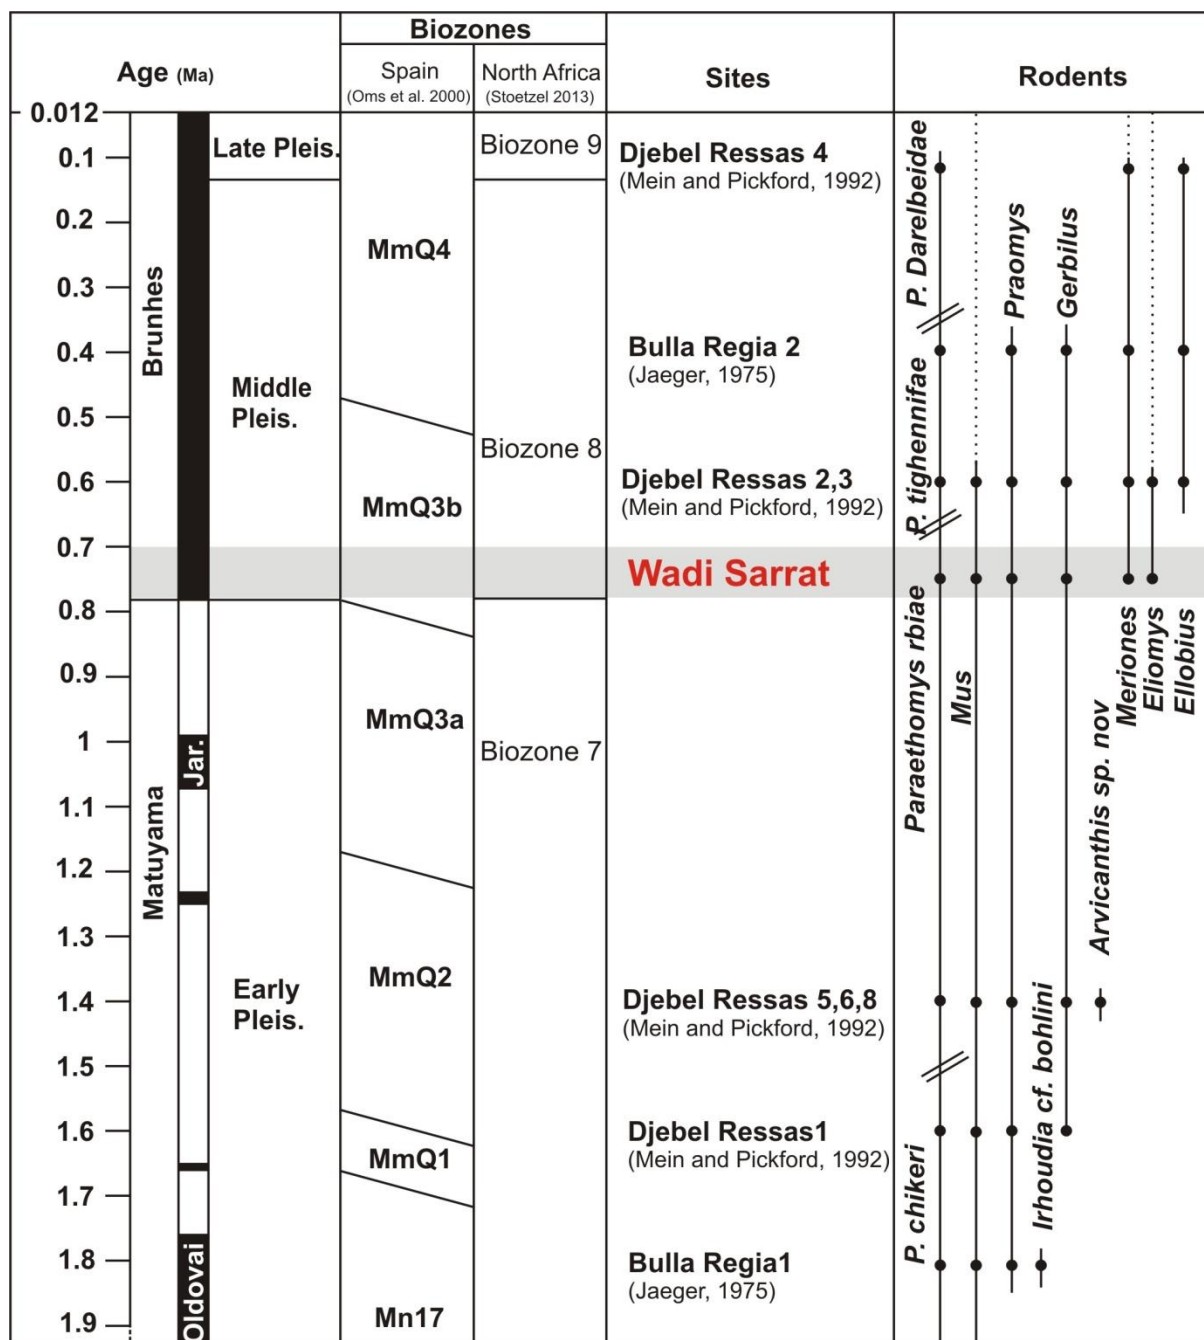 Biozones
Age (Ma)
Spain
(Oms et al. 2000)
North Africa
(Stoetzel 2013)
Sites
Rodents
0.012
0.1
0.2
0.3
0.4
0.5
0.6
0.7
0.8
0.9
1
1.1
1.2
1.3
1.4
1.5
1.6
1.7
1.8
1.9
Brunhes
Matuyama
Jar.
Oldovai
Late Pleis.
Middle
Pleis.
Early
Pleis.
MmQ4
MmQ3b
MmQ3a
MmQ2
MmQ1
Mn17
Biozone 9
Biozone 8
Biozone 7
Djebel Ressas 4
(Mein and Pickford, 1992)
Bulla Regia 2
(Jaeger, 1975)
Djebel Ressas 2,3
(Mein and Pickford, 1992)
Wadi Sarrat
Djebel Ressas 5,6,8
(Mein and Pickford, 1992)
Djebel Ressas1
(Mein and Pickford, 1992)
Bulla Regia1
(Jaeger, 1975)
P. Darelbeidae
P. tighennifae
Paraethomys rbiae
P. chikeri
Mus
Praomys
Irhoudia cf. bohlini
Gerbilus
Arvicanthis sp. nov
Meriones
Eliomys
Ellobius